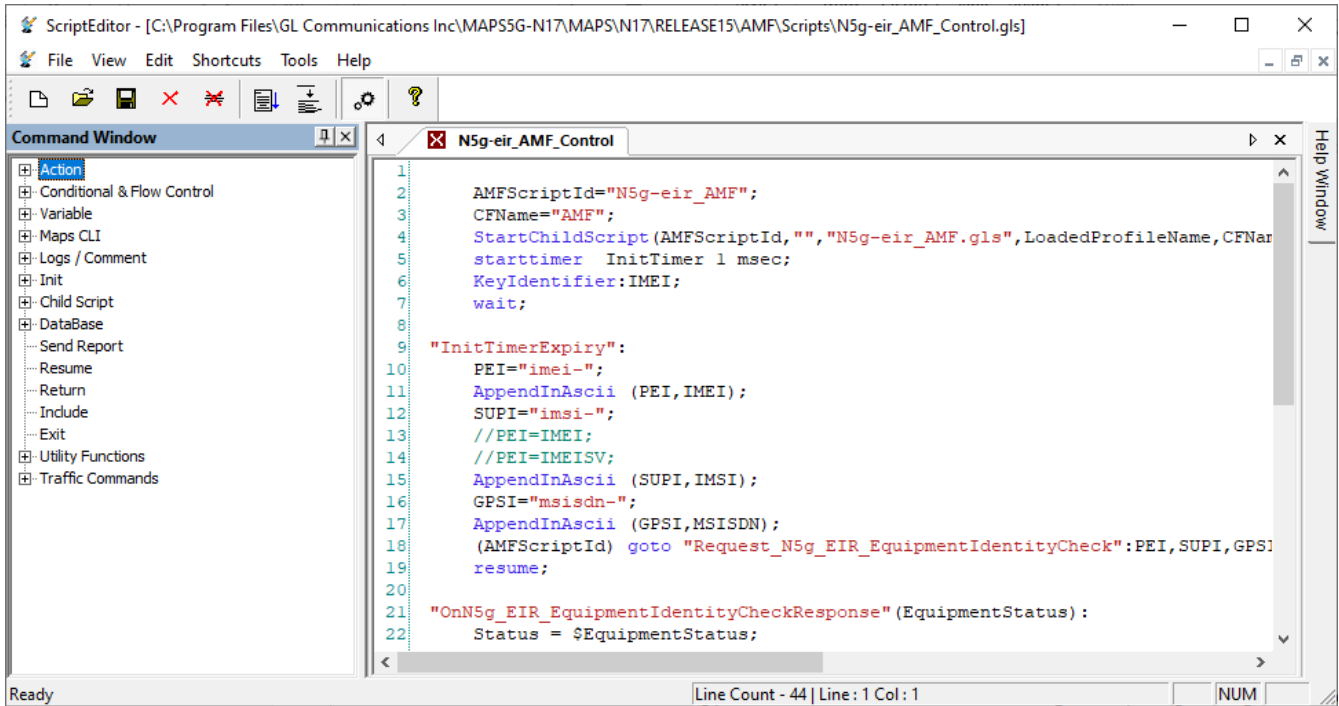 ScriptEditor - [C:\Program Files\GL Communications Inc\MAPS5G-N17\MAPS\N17\RELEASE15\AMF\Scripts\N5g-eir_AMF_Control.gls]
File View Edit Shortcuts Tools Help
Command Window
Action
Conditional & Flow Control
Variable
Maps CLI
Logs / Comment
Init
Child Script
DataBase
Send Report
Resume
Return
Include
Exit
Utility Functions
Traffic Commands
N5g-eir_AMF_Control
1
2 AMFScriptId="N5g-eir_AMF";
3 CFName="AMF";
4 StartChildScript(AMFScriptId,"","N5g-eir_AMF.gls",LoadedProfileName,CFNam
5 starttimer  InitTimer 1 msec;
6 KeyIdentifier:IMEI;
7 wait;
8
9 "InitTimerExpiry":
10 PEI="imei-";
11 AppendInAscii (PEI,IMEI);
12 SUPI="imsi-";
13 //PEI=IMEI;
14 //PEI=IMEISV;
15 AppendInAscii (SUPI,IMSI);
16 GPSI="msisdn-";
17 AppendInAscii (GPSI,MSISDN);
18 (AMFScriptId) goto "Request_N5g_EIR_EquipmentIdentityCheck":PEI,SUPI,GPSI
19 resume;
20
21 "OnN5g_EIR_EquipmentIdentityCheckResponse"(EquipmentStatus):
22 Status = $EquipmentStatus;
Help Window
Ready
Line Count - 44 | Line : 1 Col : 1
NUM